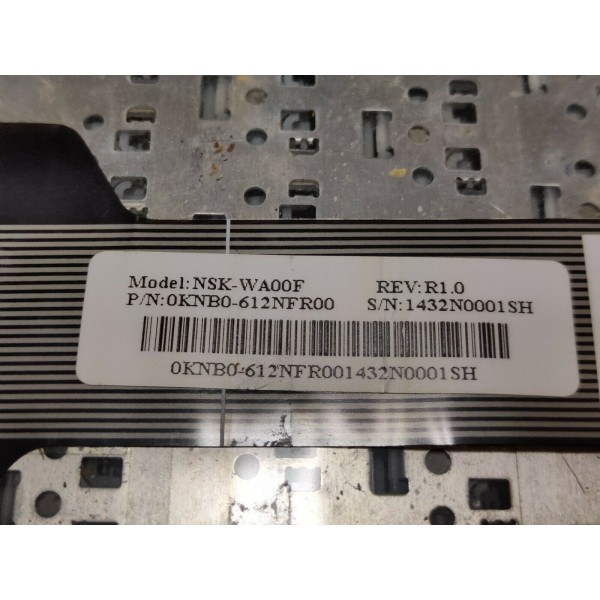 Model:NSK-WA00F REV:R1.0
P/N:0KNB0-612NFR00 S/N:1432N0001SH
0KNB0-612NFR001432N0001SH